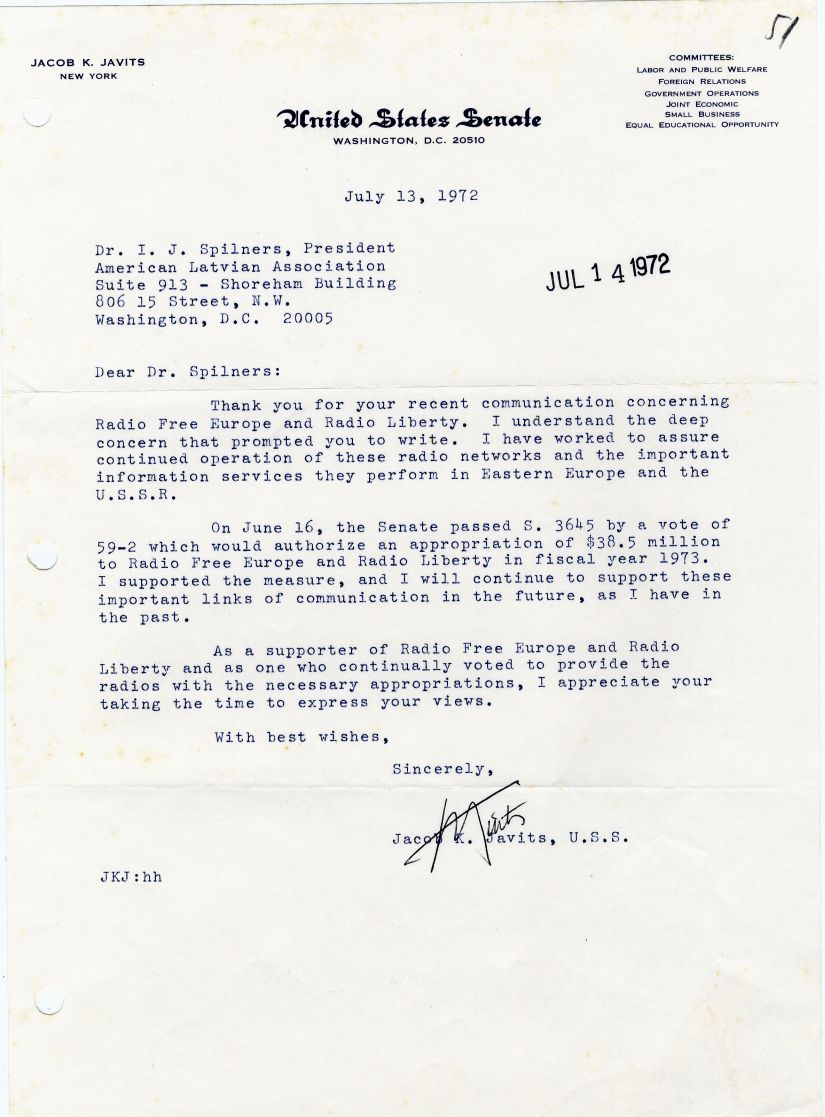 51
JACOB K. JAVITS
NEW YORK
COMMITTEES:
LABOR AND PUBLIC WELFARE
FOREIGN RELATIONS
GOVERNMENT OPERATIONS
JOINT ECONOMIC
SMALL BUSINESS
EQUAL EDUCATIONAL OPPORTUNITY
United States Senate
WASHINGTON, D.C. 20510
July 13, 1972
Dr. I. J. Spilners, President
American Latvian Association
Suite 913 - Shoreham Building
806 15 Street, N.W.
Washington, D.C. 20005
JUL 14 1972
Dear Dr. Spilners:
Thank you for your recent communication concerning
Radio Free Europe and Radio Liberty. I understand the deep
concern that prompted you to write. I have worked to assure
continued operation of these radio networks and the important
information services they perform in Eastern Europe and the
U.S.S.R.
On June 16, the Senate passed S. 3645 by a vote of
59-2 which would authorize an appropriation of $38.5 million
to Radio Free Europe and Radio Liberty in fiscal year 1973.
I supported the measure, and I will continue to support these
important links of communication in the future, as I have in
the past.
As a supporter of Radio Free Europe and Radio
Liberty and as one who continually voted to provide the
radios with the necessary appropriations, I appreciate your
taking the time to express your views.
With best wishes,
Sincerely,
Jacob K. Javits, U.S.S.
JKJ:hh